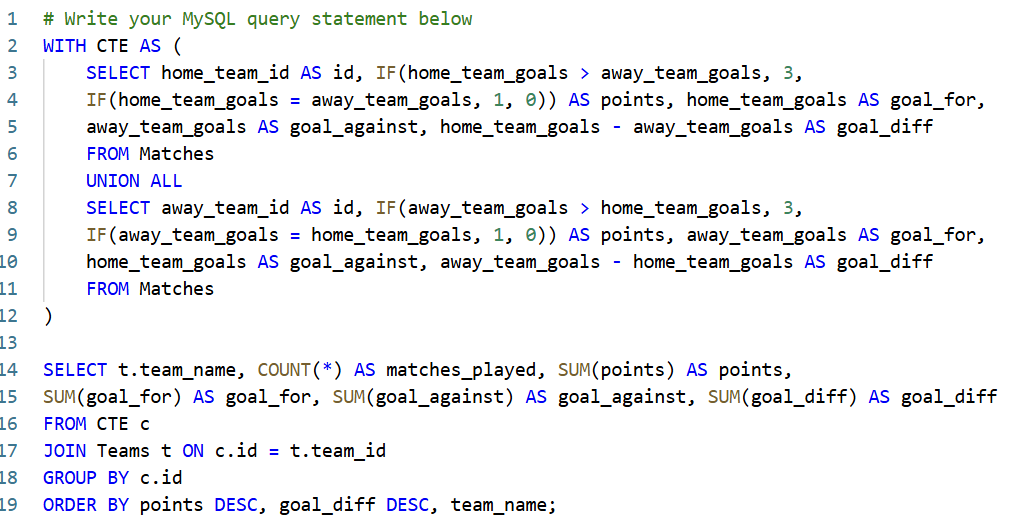 1 # Write your MySQL query statement below
2 WITH CTE AS (
3 SELECT home_team_id AS id, IF(home_team_goals > away_team_goals, 3,
4 IF(home_team_goals = away_team_goals, 1, 0)) AS points, home_team_goals AS goal_for,
5 away_team_goals AS goal_against, home_team_goals - away_team_goals AS goal_diff
6 FROM Matches
7 UNION ALL
8 SELECT away_team_id AS id, IF(away_team_goals > home_team_goals, 3,
9 IF(away_team_goals = home_team_goals, 1, 0)) AS points, away_team_goals AS goal_for,
10 home_team_goals AS goal_against, away_team_goals - home_team_goals AS goal_diff
11 FROM Matches
12 )
13
14 SELECT t.team_name, COUNT(*) AS matches_played, SUM(points) AS points,
15 SUM(goal_for) AS goal_for, SUM(goal_against) AS goal_against, SUM(goal_diff) AS goal_diff
16 FROM CTE c
17 JOIN Teams t ON c.id = t.team_id
18 GROUP BY c.id
19 ORDER BY points DESC, goal_diff DESC, team_name;